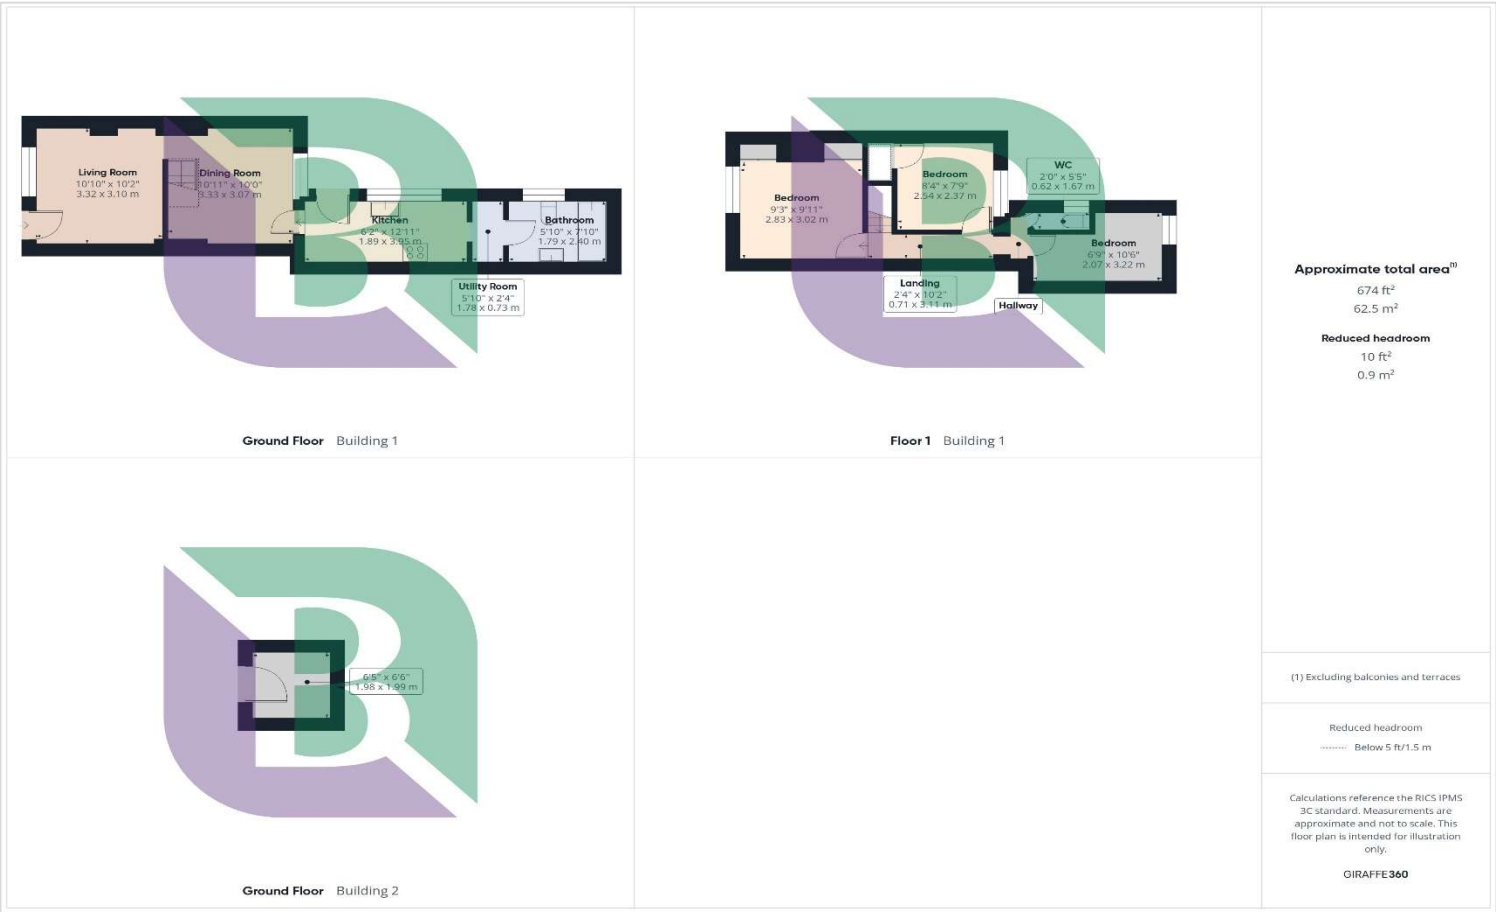 Living Room
10'10" x 10'2"
3.32 x 3.10 m
Dining Room
10'11" x 10'0"
3.33 x 3.07 m
Kitchen
6'2" x 12'11"
1.89 x 3.95 m
Bathroom
5'10" x 7'10"
1.79 x 2.40 m
Utility Room
5'10" x 2'4"
1.78 x 0.73 m
Ground Floor Building 1
Bedroom
9'3" x 9'11"
2.83 x 3.02 m
Bedroom
8'4" x 7'9"
2.54 x 2.37 m
WC
2'0" x 5'5"
0.62 x 1.67 m
Bedroom
6'9" x 10'6"
2.07 x 3.22 m
Landing
2'4" x 10'2"
0.71 x 3.11 m
Hallway
Floor 1 Building 1
6'5" x 6'6"
1.98 x 1.99 m
Ground Floor Building 2
Approximate total area(1)
674 ft²
62.5 m²
Reduced headroom
10 ft²
0.9 m²
(1) Excluding balconies and terraces
Reduced headroom
Below 5 ft/1.5 m
Calculations reference the RICS IPMS
3C standard. Measurements are
approximate and not to scale. This
floor plan is intended for illustration
only.
GIRAFFE360